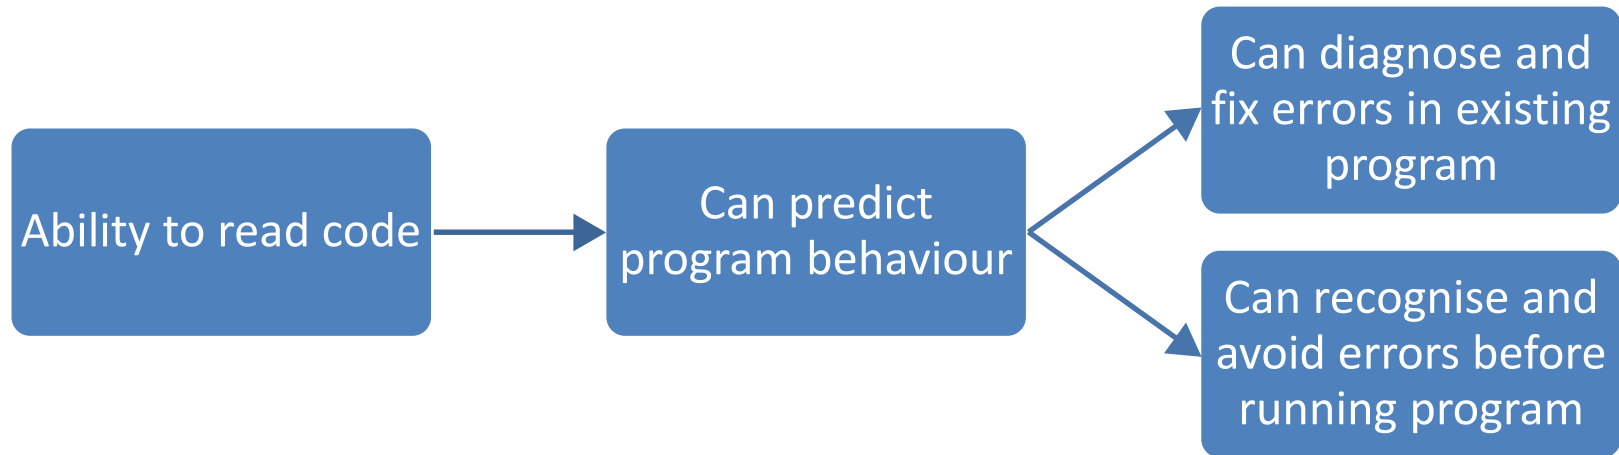 Ability to read code
Can predict
program behaviour
Can diagnose and
fix errors in existing
program
Can recognise and
avoid errors before
running program